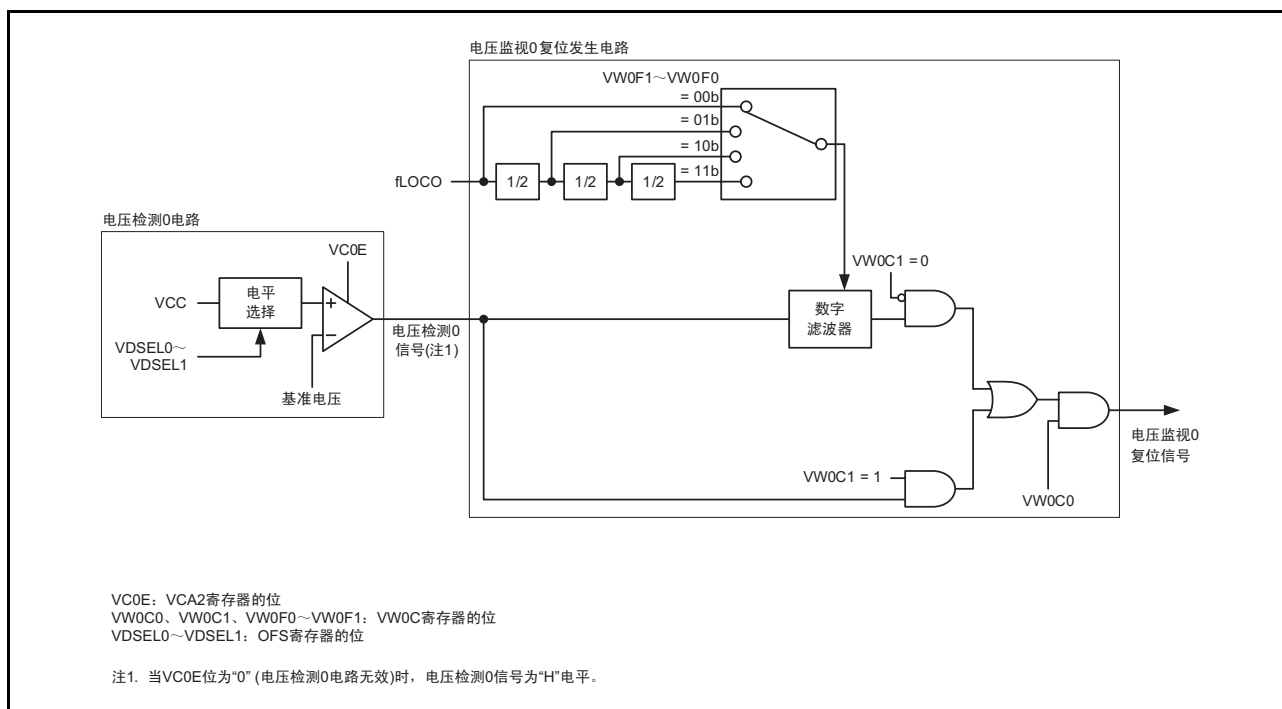 电压监视0复位发生电路
VW0F1～VW0F0
= 00b
= 01b
= 10b
= 11b
fLOCO
1/2
1/2
1/2
电压检测0电路
VC0E
VCC
电平
选择
+
−
VDSEL0～
VDSEL1
基准电压
电压检测0
信号(注1)
VW0C1 = 0
数字
滤波器
VW0C1 = 1
VW0C0
电压监视0
复位信号
VC0E：VCA2寄存器的位
VW0C0、VW0C1、VW0F0～VW0F1：VW0C寄存器的位
VDSEL0～VDSEL1：OFS寄存器的位
注1. 当VC0E位为“0” (电压检测0电路无效)时，电压检测0信号为“H”电平。